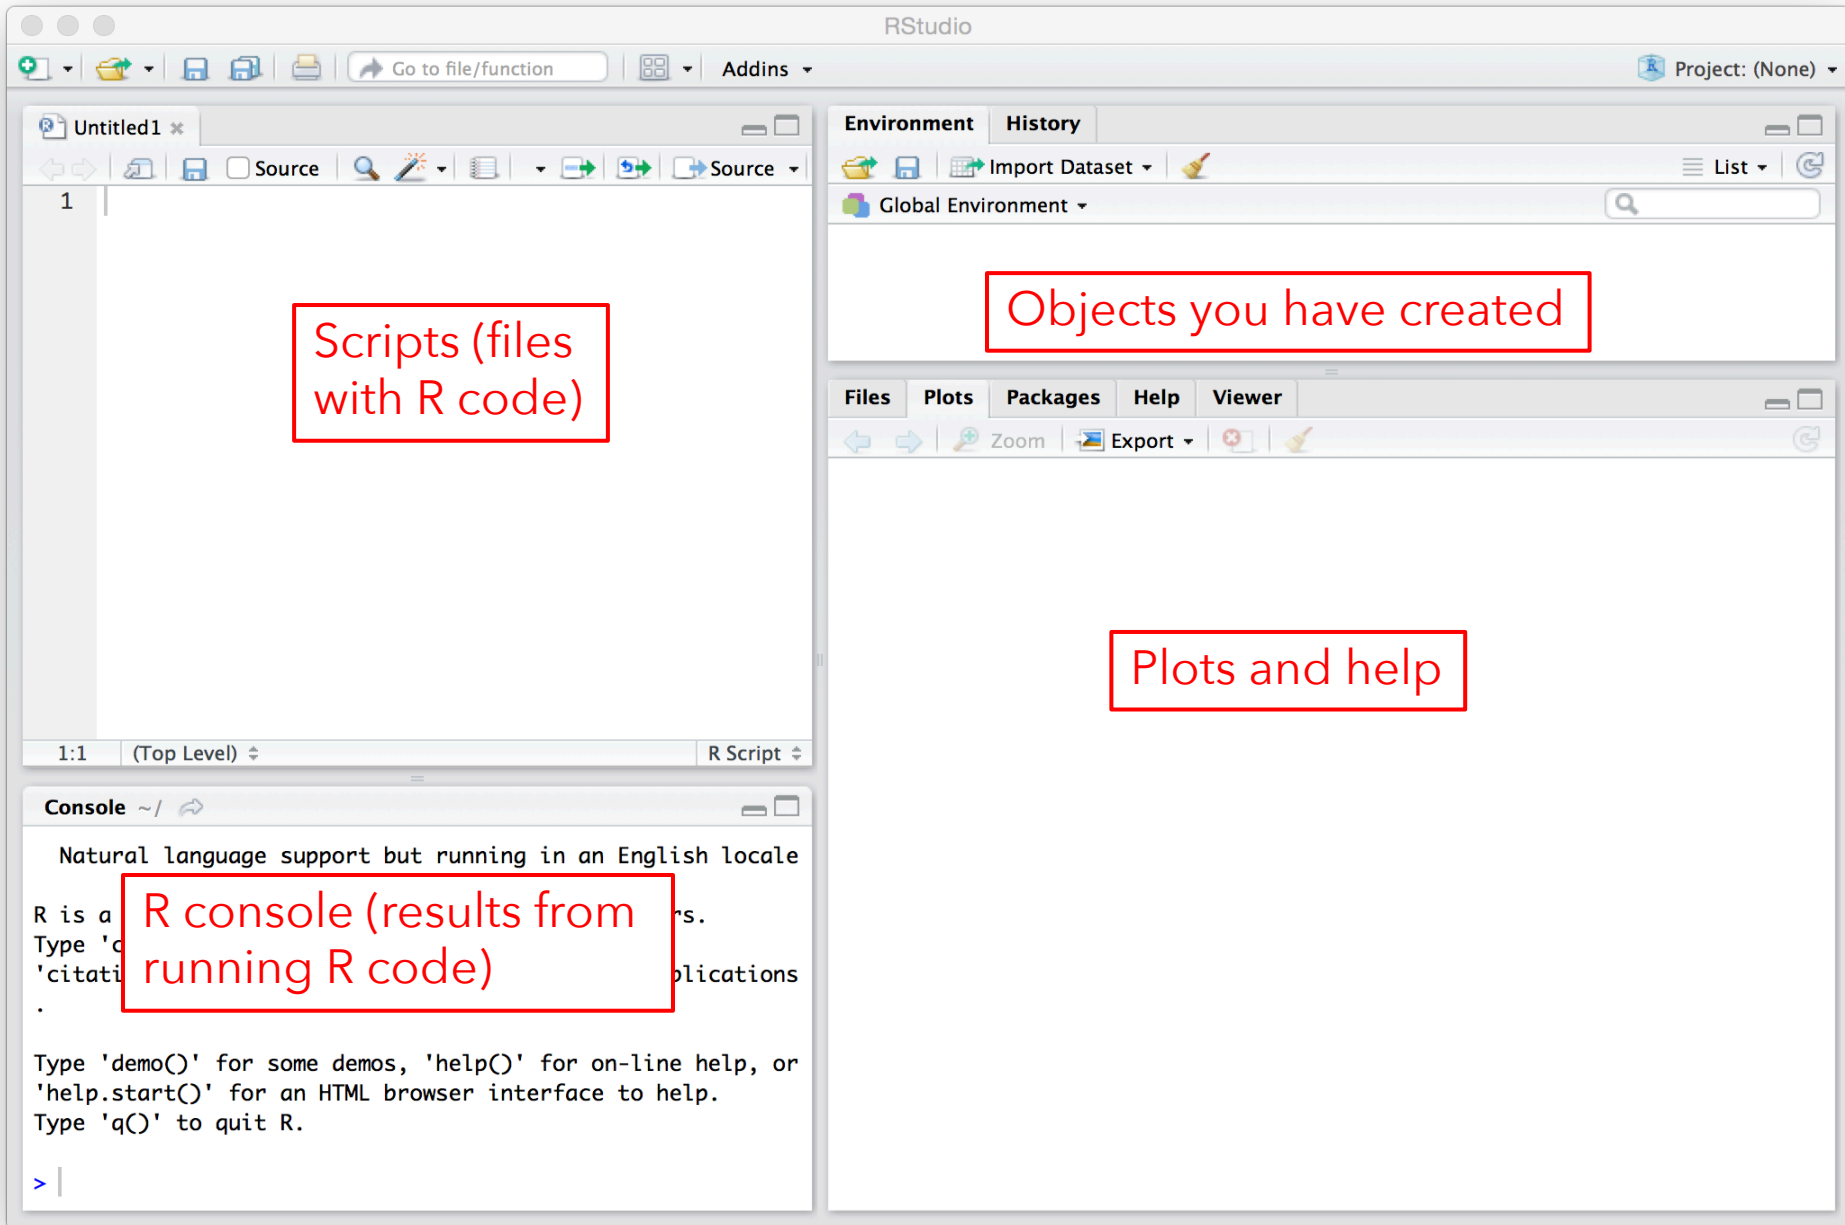 RStudio
Go to file/function
Addins
Project: (None)
Untitled1
Source
Source
1
Scripts (files
with R code)
1:1
(Top Level)
R Script
Console ~/
Natural language support but running in an English locale
R is a
rs.
Type 'c
'citati
plications
.
R console (results from
running R code)
Type 'demo()' for some demos, 'help()' for on-line help, or
'help.start()' for an HTML browser interface to help.
Type 'q()' to quit R.
>
Environment
History
Import Dataset
List
Global Environment
Objects you have created
Files
Plots
Packages
Help
Viewer
Zoom
Export
Plots and help